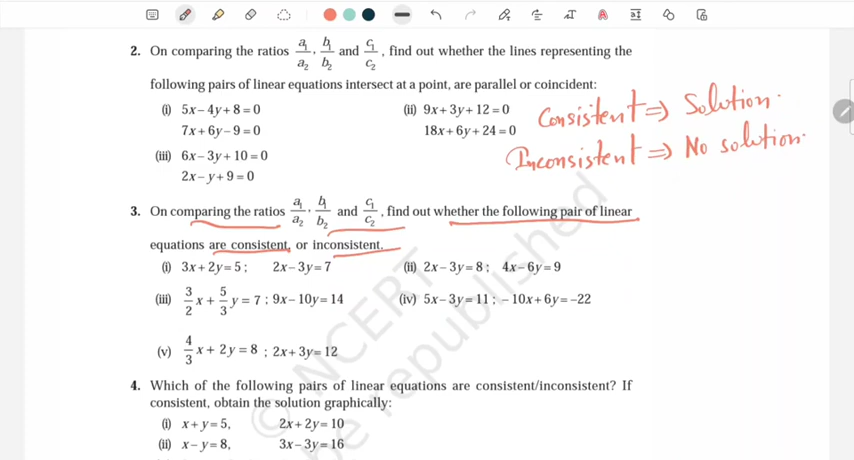 2. On comparing the ratios a₁/a₂, b₁/b₂ and c₁/c₂, find out whether the lines representing the
following pairs of linear equations intersect at a point, are parallel or coincident:
(i) 5x – 4y + 8 = 0
7x + 6y – 9 = 0
(ii) 9x + 3y + 12 = 0
18x + 6y + 24 = 0
(iii) 6x – 3y + 10 = 0
2x – y + 9 = 0
Consistent ⇒ Solution.
Inconsistent ⇒ No solution.
3. On comparing the ratios a₁/a₂, b₁/b₂ and c₁/c₂, find out whether the following pair of linear
equations are consistent, or inconsistent.
(i) 3x + 2y = 5 ; 2x – 3y = 7
(ii) 2x – 3y = 8 ; 4x – 6y = 9
(iii) 3/2 x + 5/3 y = 7 ; 9x – 10y = 14
(iv) 5x – 3y = 11 ; – 10x + 6y = –22
(v) 4/3 x + 2y = 8 ; 2x + 3y = 12
4. Which of the following pairs of linear equations are consistent/inconsistent? If
consistent, obtain the solution graphically:
(i) x + y = 5, 2x + 2y = 10
(ii) x – y = 8, 3x – 3y = 16
© NCERT
be republished